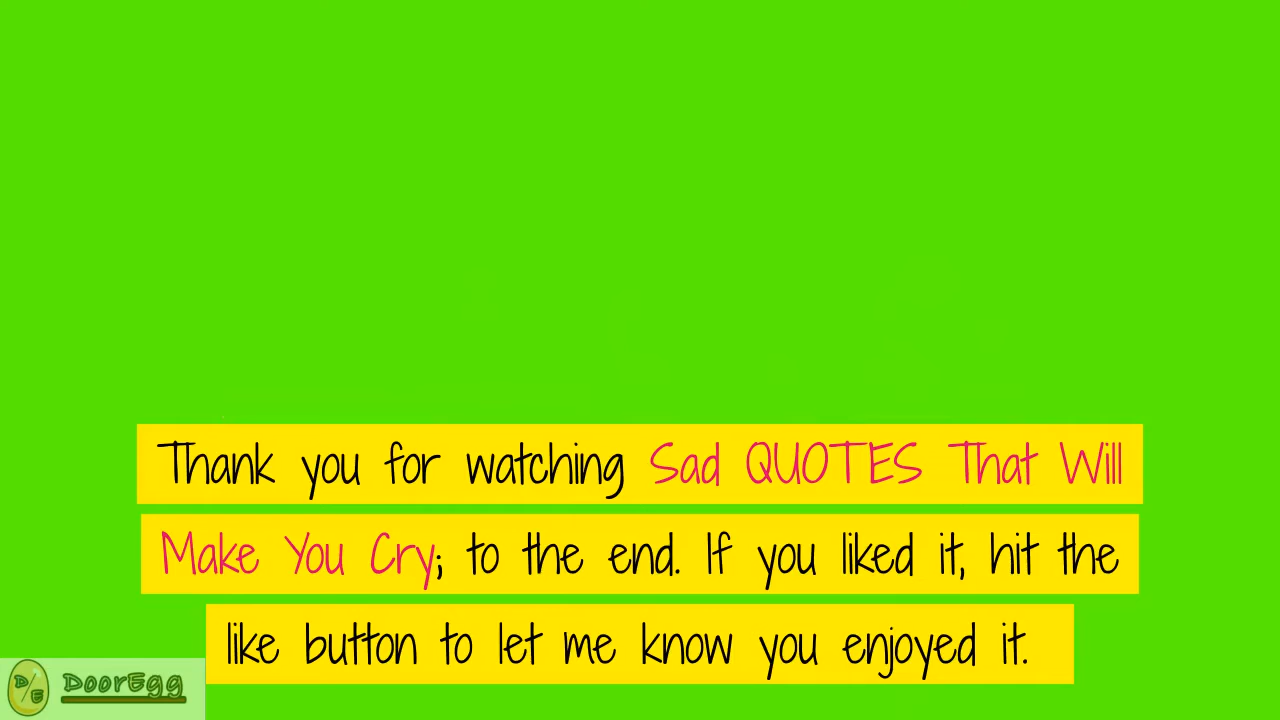 Thank you for watching Sad QUOTES That Will
Make You Cry; to the end. If you liked it, hit the
like button to let me know you enjoyed it.
D/E DoorEgg